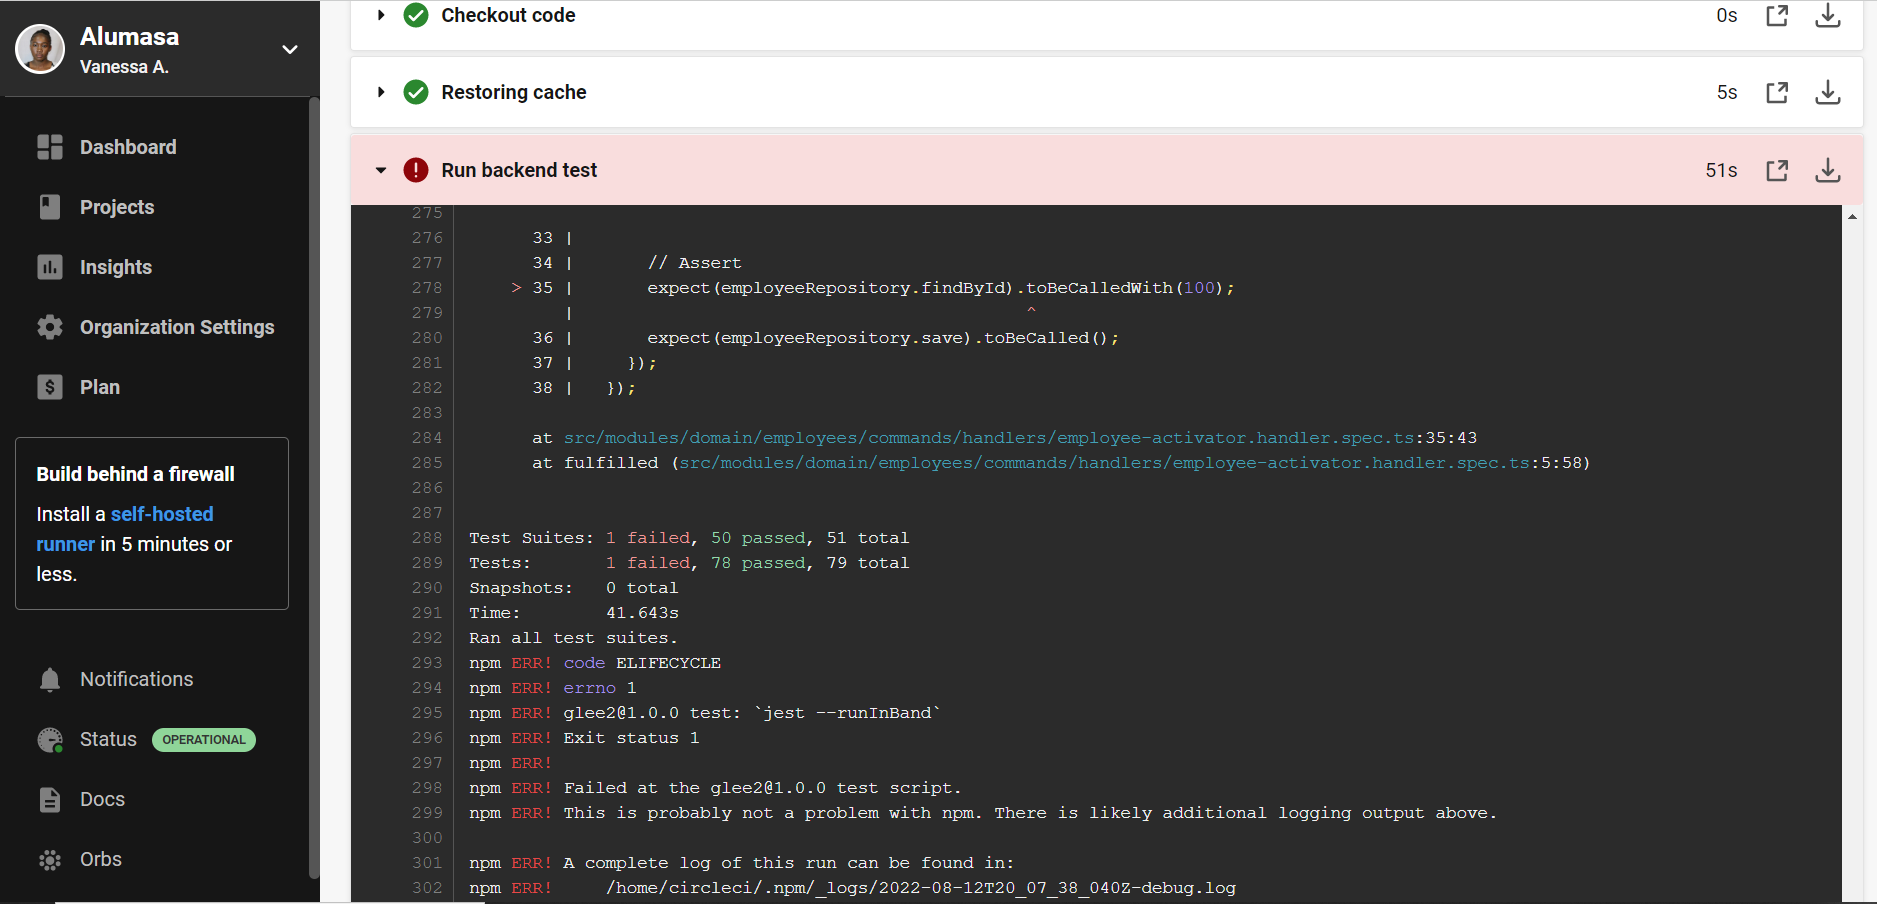 Alumasa
Vanessa A.
Dashboard
Projects
Insights
Organization Settings
Plan
Build behind a firewall
Install a self-hosted
runner in 5 minutes or
less.
Notifications
Status OPERATIONAL
Docs
Orbs
Checkout code 0s
Restoring cache 5s
Run backend test 51s
275
276 33 |
277 34 | // Assert
278 > 35 | expect(employeeRepository.findById).toBeCalledWith(100);
279 | ^
280 36 | expect(employeeRepository.save).toBeCalled();
281 37 | });
282 38 | });
283
284 at src/modules/domain/employees/commands/handlers/employee-activator.handler.spec.ts:35:43
285 at fulfilled (src/modules/domain/employees/commands/handlers/employee-activator.handler.spec.ts:5:58)
286
287
288 Test Suites: 1 failed, 50 passed, 51 total
289 Tests: 1 failed, 78 passed, 79 total
290 Snapshots: 0 total
291 Time: 41.643s
292 Ran all test suites.
293 npm ERR! code ELIFECYCLE
294 npm ERR! errno 1
295 npm ERR! glee2@1.0.0 test: `jest --runInBand`
296 npm ERR! Exit status 1
297 npm ERR!
298 npm ERR! Failed at the glee2@1.0.0 test script.
299 npm ERR! This is probably not a problem with npm. There is likely additional logging output above.
300
301 npm ERR! A complete log of this run can be found in:
302 npm ERR! /home/circleci/.npm/_logs/2022-08-12T20_07_38_040Z-debug.log